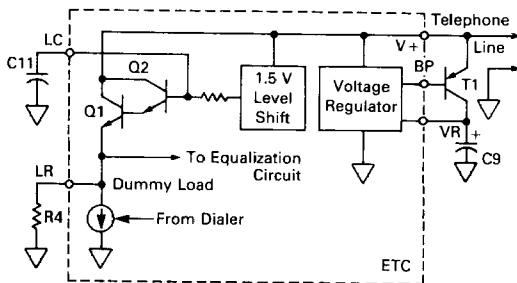 LC
V +
Telephone
Line
C11
Q2
BP
T1
Q1
1.5 V
Level
Shift
Voltage
Regulator
VR
+
C9
To Equalization
Circuit
LR
Dummy Load
R4
From Dialer
ETC